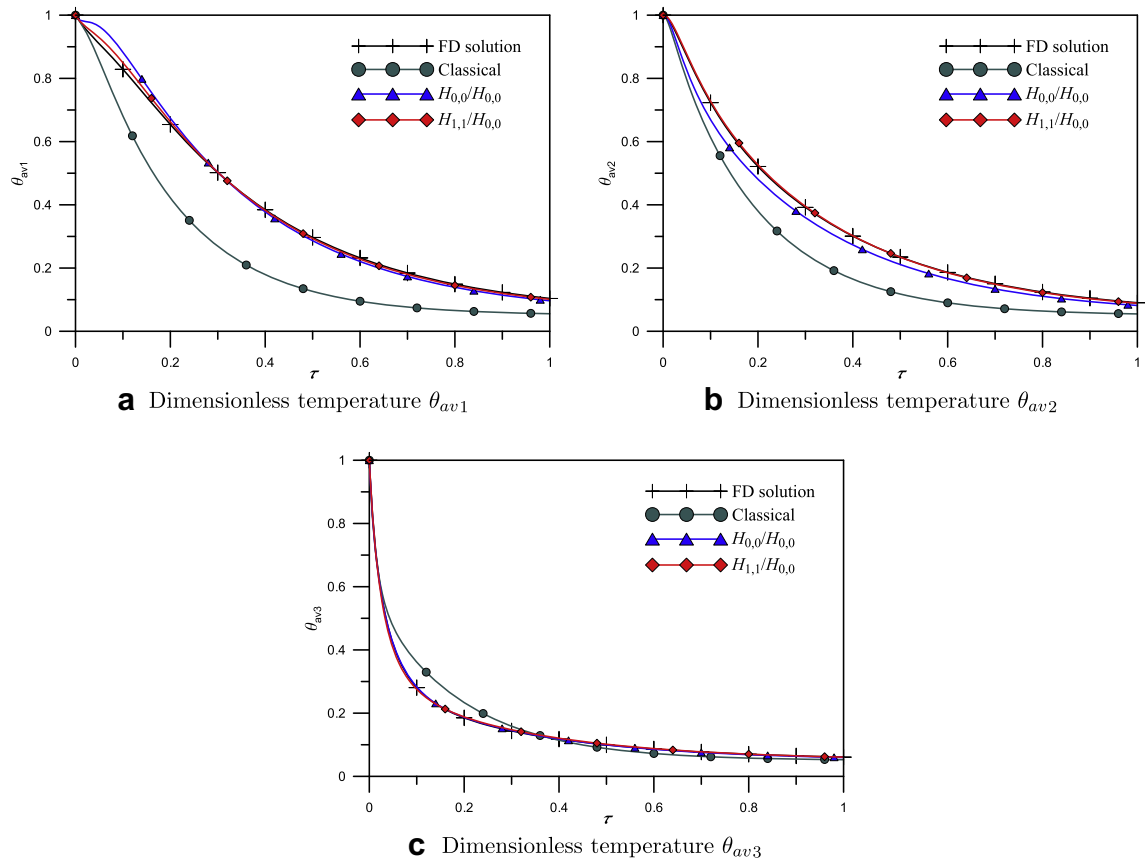 1
0.8
0.6
0.4
0.2
0
θav1
0 0.2 0.4 0.6 0.8 1
τ
FD solution
Classical
H0,0/H0,0
H1,1/H0,0
a Dimensionless temperature θav1
1
0.8
0.6
0.4
0.2
0
θav2
0 0.2 0.4 0.6 0.8 1
τ
FD solution
Classical
H0,0/H0,0
H1,1/H0,0
b Dimensionless temperature θav2
1
0.8
0.6
0.4
0.2
0
θav3
0 0.2 0.4 0.6 0.8 1
τ
FD solution
Classical
H0,0/H0,0
H1,1/H0,0
c Dimensionless temperature θav3